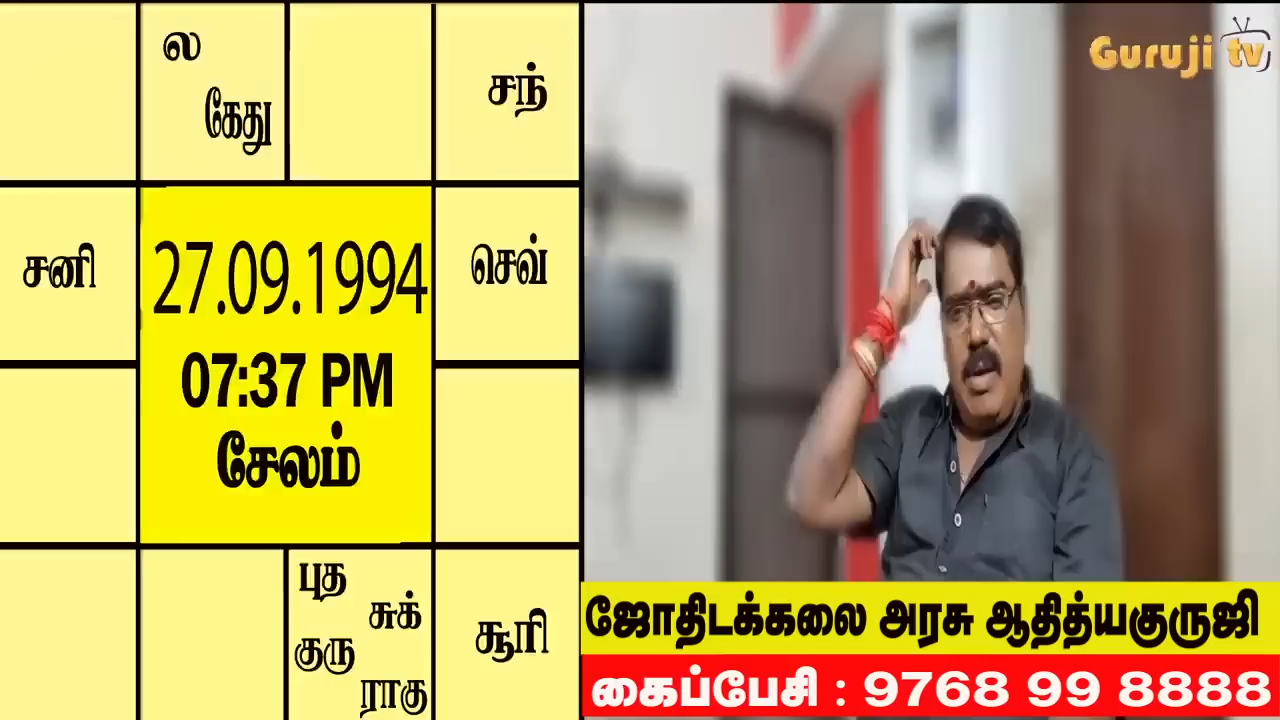 ல
கேது
சந்
சனி
27.09.1994
07:37 PM
சேலம்
செவ்
புத
சுக்
குரு
ராகு
சூரி
Guruji tv
ஜோதிடக்கலை அரசு ஆதித்யகுருஜி
கைப்பேசி : 9768 99 8888